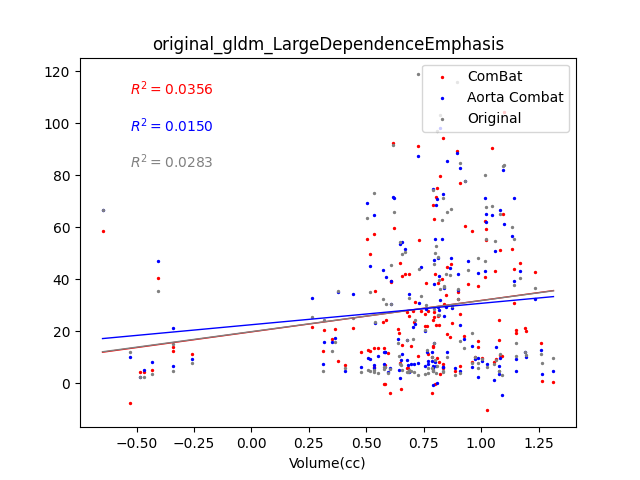 original_gldm_LargeDependenceEmphasis
120
100
80
60
40
20
0
R² = 0.0356
R² = 0.0150
R² = 0.0283
ComBat
Aorta Combat
Original
−0.50
−0.25
0.00
0.25
0.50
0.75
1.00
1.25
Volume(cc)